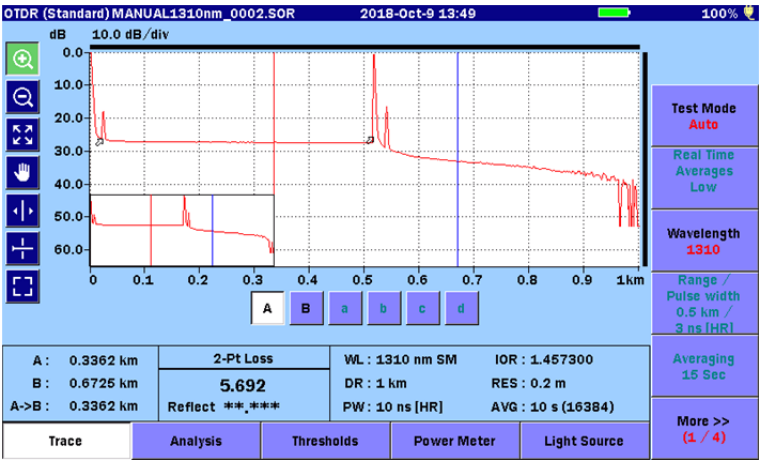 OTDR (Standard) MANUAL1310nm_0002.SOR 2018-Oct-9 13:49 100%
dB 10.0 dB/div
0.0
10.0
20.0
30.0
40.0
50.0
60.0
0 0.1 0.2 0.3 0.4 0.5 0.6 0.7 0.8 0.9 1km
A B a b c d
Test Mode
Auto
Real Time
Averages
Low
Wavelength
1310
Range /
Pulse width
0.5 km /
3 ns [HR]
Averaging
15 Sec
More >>
(1 / 4)
A : 0.3362 km
B : 0.6725 km
A->B : 0.3362 km
2-Pt Loss
5.692
Reflect **.***
WL : 1310 nm SM IOR : 1.457300
DR : 1 km RES : 0.2 m
PW : 10 ns [HR] AVG : 10 s (16384)
Trace Analysis Thresholds Power Meter Light Source